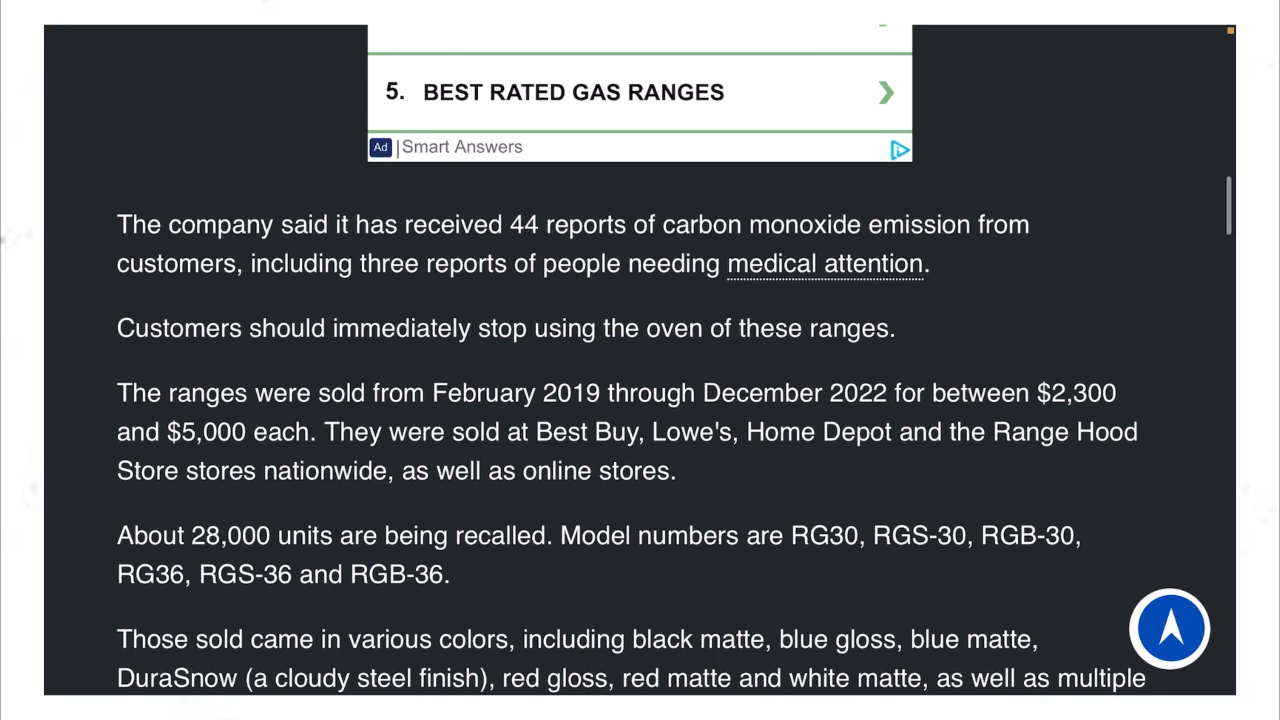 5. BEST RATED GAS RANGES
Ad |Smart Answers
The company said it has received 44 reports of carbon monoxide emission from
customers, including three reports of people needing medical attention.
Customers should immediately stop using the oven of these ranges.
The ranges were sold from February 2019 through December 2022 for between $2,300
and $5,000 each. They were sold at Best Buy, Lowe's, Home Depot and the Range Hood
Store stores nationwide, as well as online stores.
About 28,000 units are being recalled. Model numbers are RG30, RGS-30, RGB-30,
RG36, RGS-36 and RGB-36.
Those sold came in various colors, including black matte, blue gloss, blue matte,
DuraSnow (a cloudy steel finish), red gloss, red matte and white matte, as well as multiple